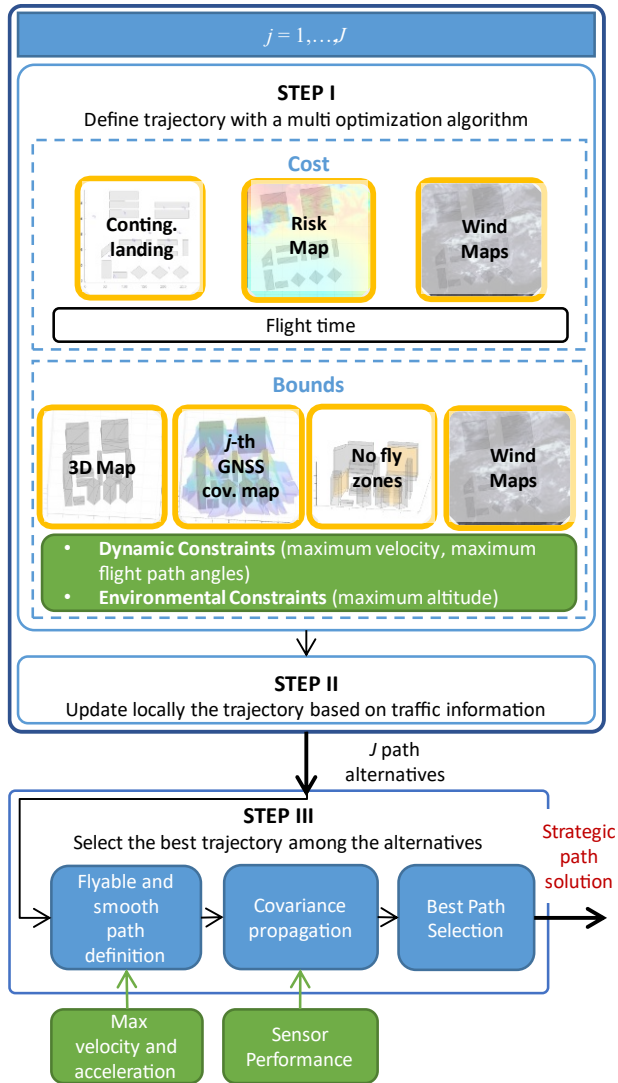 j = 1,…,J
STEP I
Define trajectory with a multi optimization algorithm
Cost
Conting.
landing
Risk
Map
Wind
Maps
Flight time
Bounds
3D Map
j-th
GNSS
cov. map
No fly
zones
Wind
Maps
• Dynamic Constraints (maximum velocity, maximum
flight path angles)
• Environmental Constraints (maximum altitude)
STEP II
Update locally the trajectory based on traffic information
J path
alternatives
STEP III
Select the best trajectory among the alternatives
Strategic
path
solution
Flyable and
smooth
path
definition
Covariance
propagation
Best Path
Selection
Max
velocity and
acceleration
Sensor
Performance